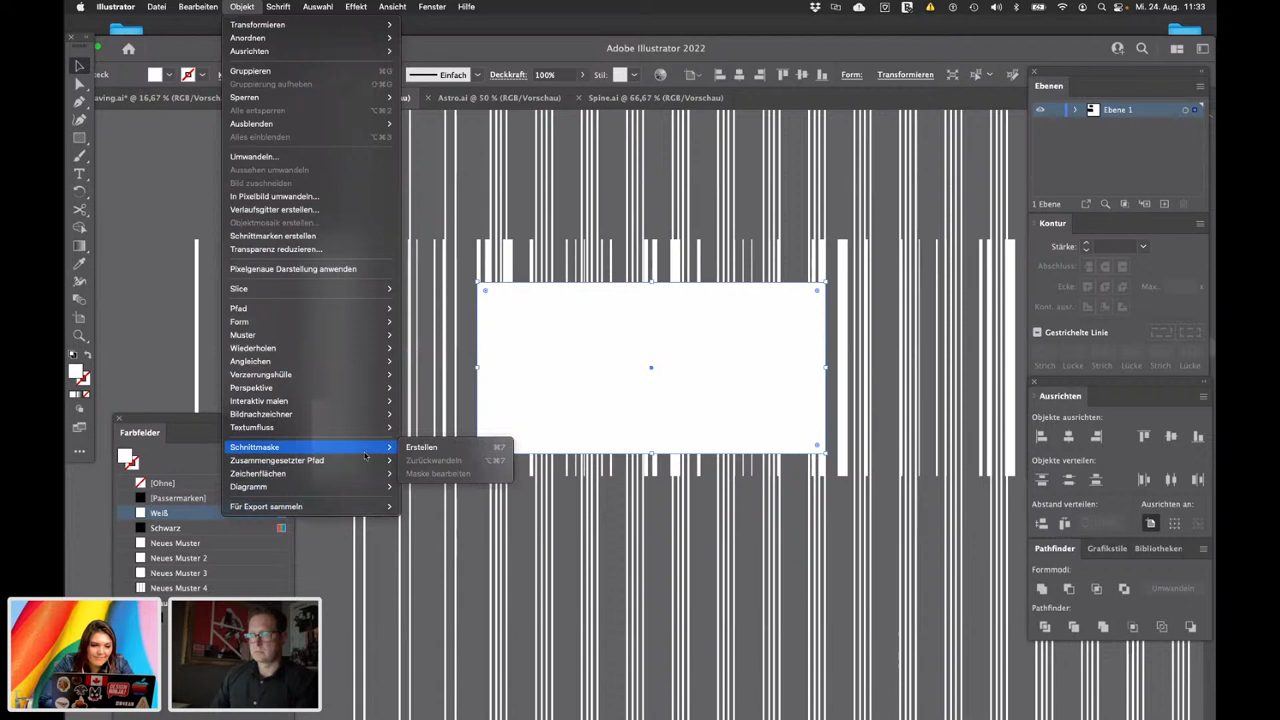 Illustrator Datei Bearbeiten Objekt Schrift Auswahl Effekt Ansicht Fenster Hilfe
Mi. 24. Aug. 11:33
Adobe Illustrator 2022
Einfach Deckkraft: 100% Stil: Form: Transformieren
aving.ai* @ 16,67 % (RGB/Vorsch
Astro.ai @ 50 % (RGB/Vorschau)
Spine.ai @ 66,67 % (RGB/Vorschau)
Transformieren
Anordnen
Ausrichten
Gruppieren ⌘G
Gruppierung aufheben ⇧⌘G
Sperren
Alle entsperren ⌥⌘2
Ausblenden
Alles einblenden ⌥⌘3
Umwandeln...
Aussehen umwandeln
Bild zuschneiden
In Pixelbild umwandeln...
Verlaufsgitter erstellen...
Objektmosaik erstellen...
Schnittmarken erstellen
Transparenz reduzieren...
Pixelgenaue Darstellung anwenden
Slice
Pfad
Form
Muster
Wiederholen
Angleichen
Verzerrungshülle
Perspektive
Interaktiv malen
Bildnachzeichner
Textumfluss
Schnittmaske
Zusammengesetzter Pfad
Zeichenflächen
Diagramm
Für Export sammeln
Erstellen ⌘7
Zurückwandeln ⌥⌘7
Maske bearbeiten
Farbfelder
[Ohne]
[Passermarken]
Weiß
Schwarz
Neues Muster
Neues Muster 2
Neues Muster 3
Neues Muster 4
Ebenen
Ebene 1
1 Ebene
Kontur
Stärke:
Abschluss:
Ecke: Max.:
Kont. ausr.:
Gestrichelte Linie
Strich Lücke Strich Lücke Strich Lücke
Ausrichten
Objekte ausrichten:
Objekte verteilen:
Abstand verteilen: Ausrichten an:
Pathfinder Grafikstile Bibliotheken
Formmodi:
Umwandeln
Pathfinder: